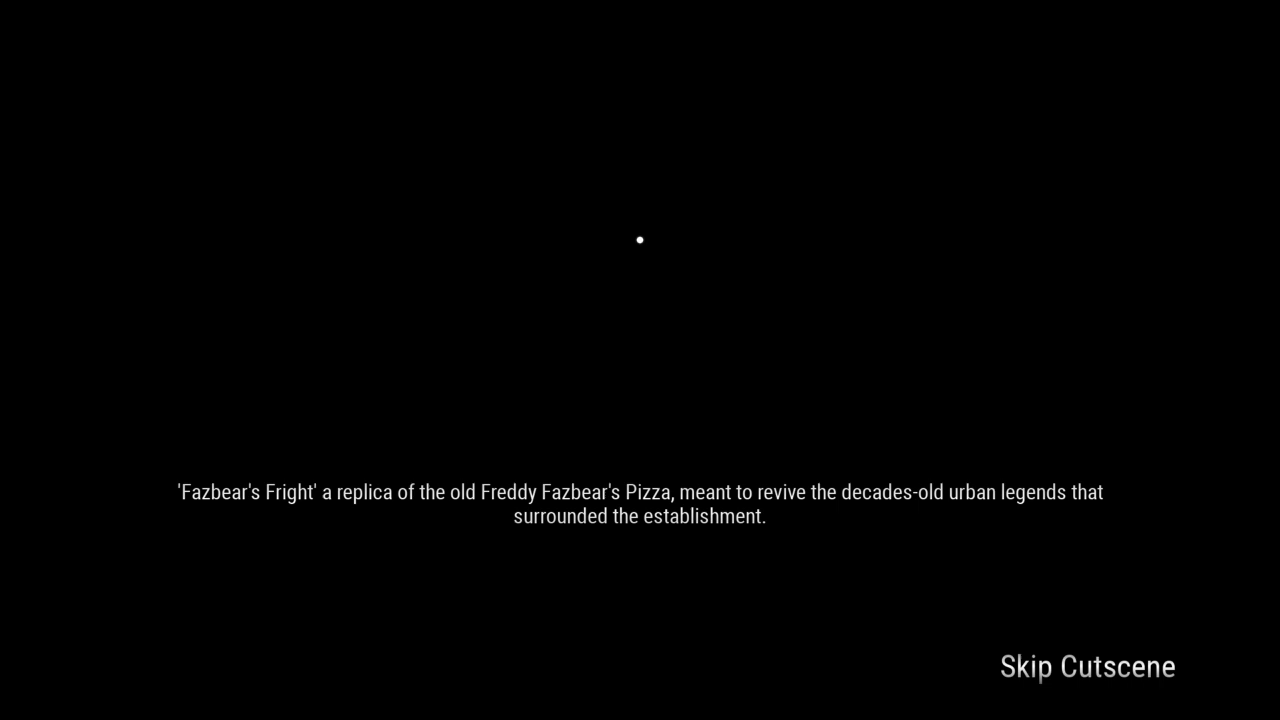 'Fazbear's Fright' a replica of the old Freddy Fazbear's Pizza, meant to revive the decades-old urban legends that
surrounded the establishment.
Skip Cutscene